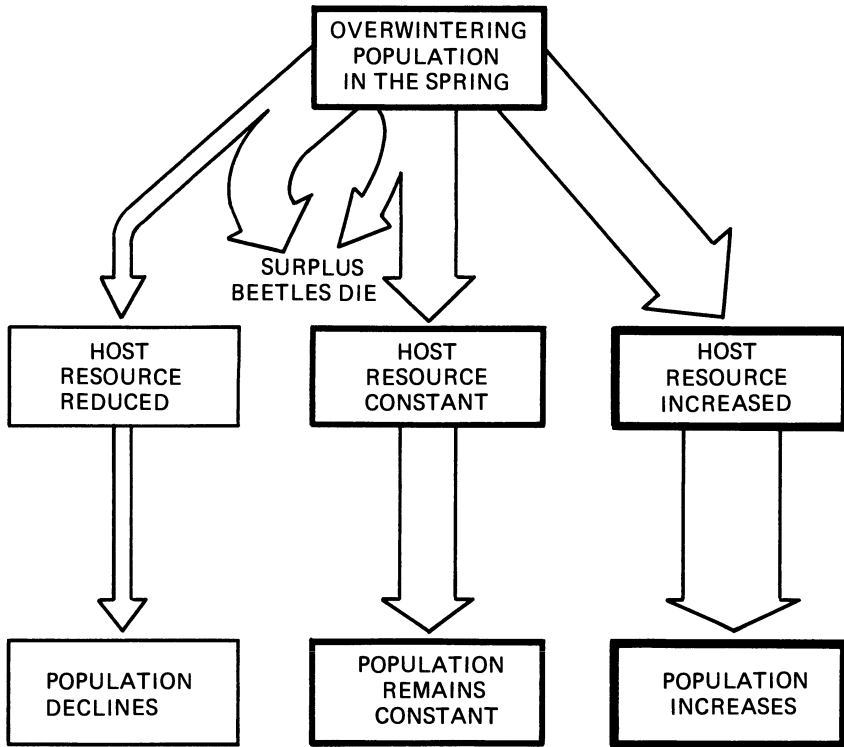 OVERWINTERING
POPULATION
IN THE SPRING
SURPLUS
BEETLES DIE
HOST
RESOURCE
REDUCED
HOST
RESOURCE
CONSTANT
HOST
RESOURCE
INCREASED
POPULATION
DECLINES
POPULATION
REMAINS
CONSTANT
POPULATION
INCREASES